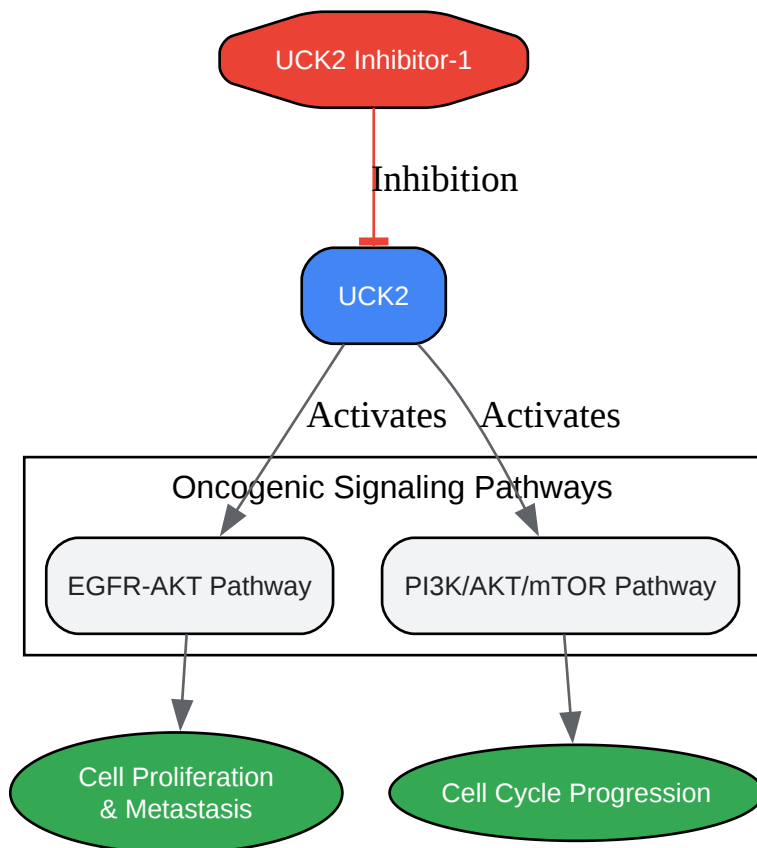 UCK2 Inhibitor-1
Inhibition
UCK2
Activates
Activates
Oncogenic Signaling Pathways
EGFR-AKT Pathway
PI3K/AKT/mTOR Pathway
Cell Proliferation
& Metastasis
Cell Cycle Progression